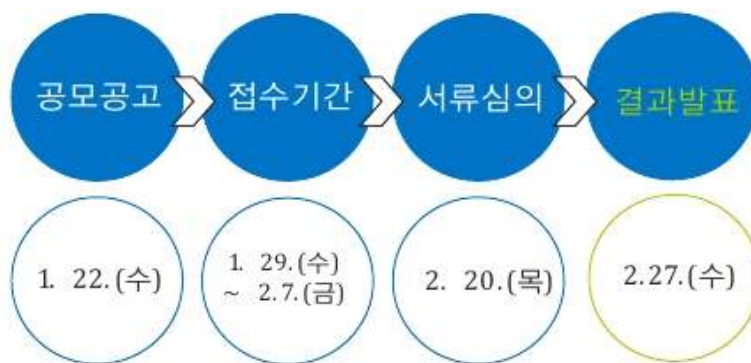 공모공고
접수기간
서류심의
결과발표
1. 22.(수)
1. 29.(수)
~ 2.7.(금)
2. 20.(목)
2.27.(수)